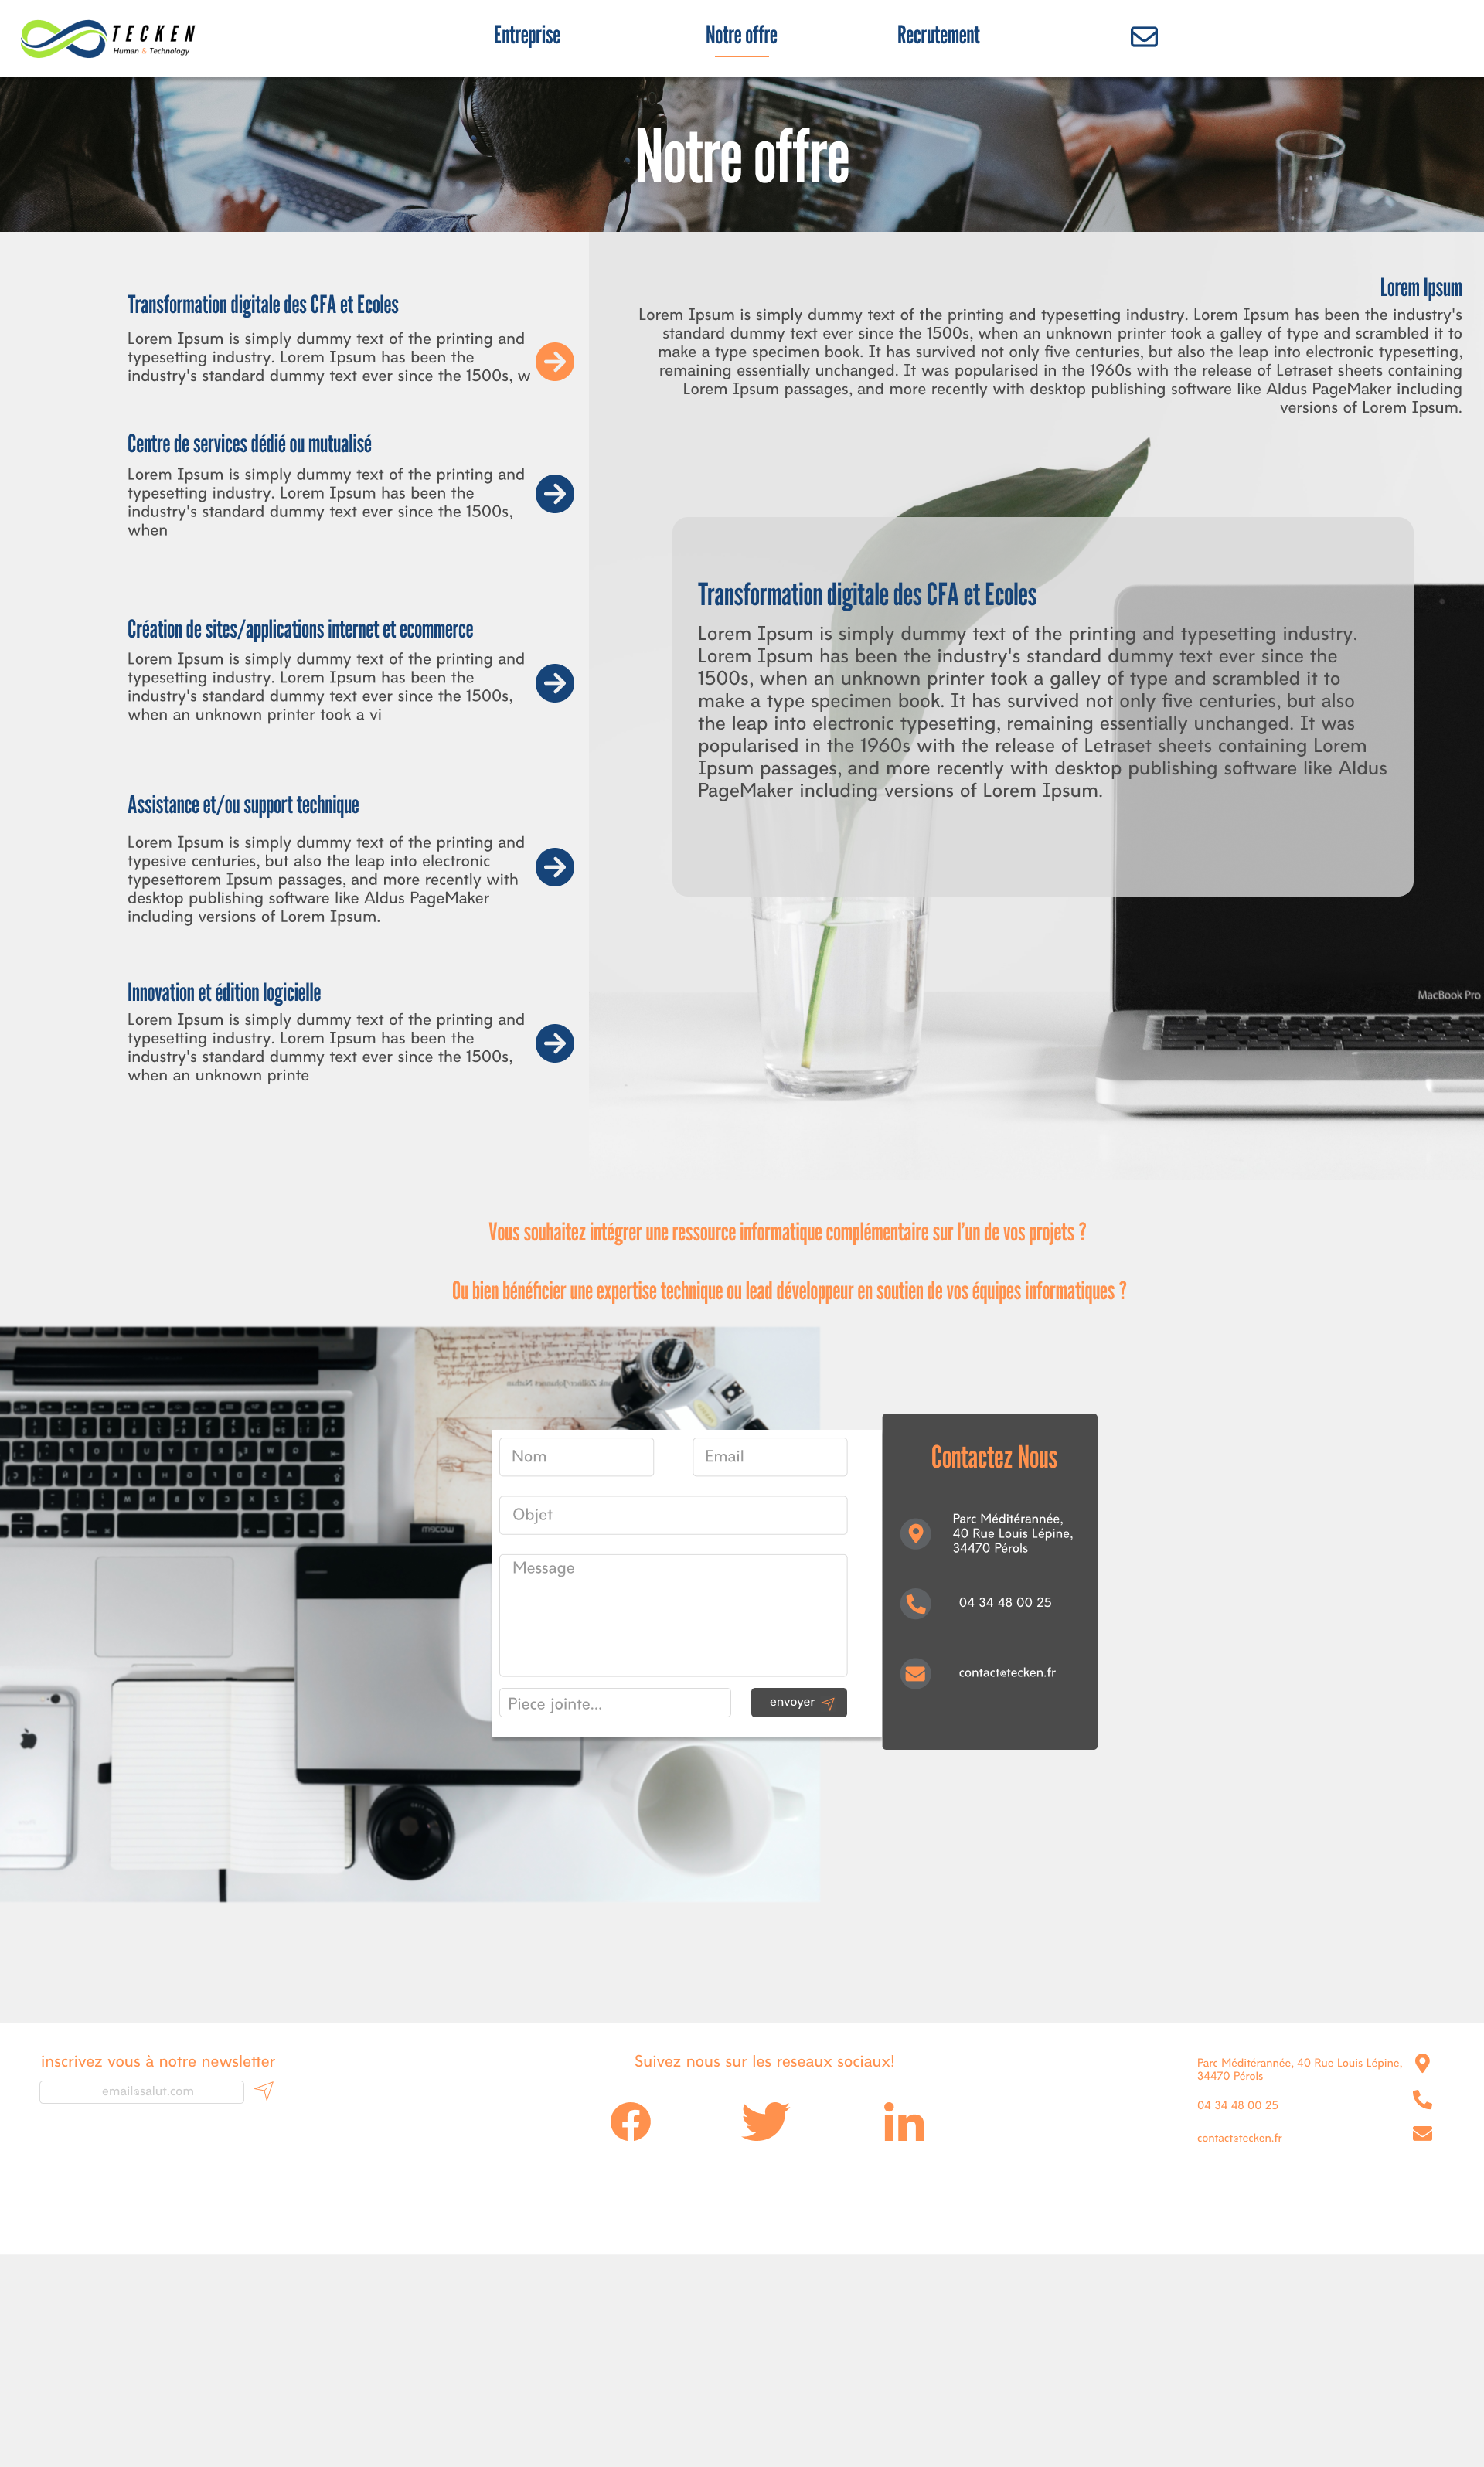 TECKEN
Human & Technology
Entreprise
Notre offre
Recrutement
Notre offre
Transformation digitale des CFA et Ecoles
Lorem Ipsum is simply dummy text of the printing and
typesetting industry. Lorem Ipsum has been the
industry's standard dummy text ever since the 1500s, w
Centre de services dédié ou mutualisé
Lorem Ipsum is simply dummy text of the printing and
typesetting industry. Lorem Ipsum has been the
industry's standard dummy text ever since the 1500s,
when
Création de sites/applications internet et ecommerce
Lorem Ipsum is simply dummy text of the printing and
typesetting industry. Lorem Ipsum has been the
industry's standard dummy text ever since the 1500s,
when an unknown printer took a vi
Assistance et/ou support technique
Lorem Ipsum is simply dummy text of the printing and
typesive centuries, but also the leap into electronic
typesettorem Ipsum passages, and more recently with
desktop publishing software like Aldus PageMaker
including versions of Lorem Ipsum.
Innovation et édition logicielle
Lorem Ipsum is simply dummy text of the printing and
typesetting industry. Lorem Ipsum has been the
industry's standard dummy text ever since the 1500s,
when an unknown printe
Lorem Ipsum
Lorem Ipsum is simply dummy text of the printing and typesetting industry. Lorem Ipsum has been the industry's
standard dummy text ever since the 1500s, when an unknown printer took a galley of type and scrambled it to
make a type specimen book. It has survived not only five centuries, but also the leap into electronic typesetting,
remaining essentially unchanged. It was popularised in the 1960s with the release of Letraset sheets containing
Lorem Ipsum passages, and more recently with desktop publishing software like Aldus PageMaker including
versions of Lorem Ipsum.
Transformation digitale des CFA et Ecoles
Lorem Ipsum is simply dummy text of the printing and typesetting industry.
Lorem Ipsum has been the industry's standard dummy text ever since the
1500s, when an unknown printer took a galley of type and scrambled it to
make a type specimen book. It has survived not only five centuries, but also
the leap into electronic typesetting, remaining essentially unchanged. It was
popularised in the 1960s with the release of Letraset sheets containing Lorem
Ipsum passages, and more recently with desktop publishing software like Aldus
PageMaker including versions of Lorem Ipsum.
MacBook Pro
Vous souhaitez intégrer une ressource informatique complémentaire sur l'un de vos projets ?
Ou bien bénéficier une expertise technique ou lead développeur en soutien de vos équipes informatiques ?
Nom
Email
Objet
Message
Piece jointe...
envoyer
Contactez Nous
Parc Méditérannée,
40 Rue Louis Lépine,
34470 Pérols
04 34 48 00 25
contact@tecken.fr
inscrivez vous à notre newsletter
email@salut.com
Suivez nous sur les reseaux sociaux!
Parc Méditérannée, 40 Rue Louis Lépine,
34470 Pérols
04 34 48 00 25
contact@tecken.fr